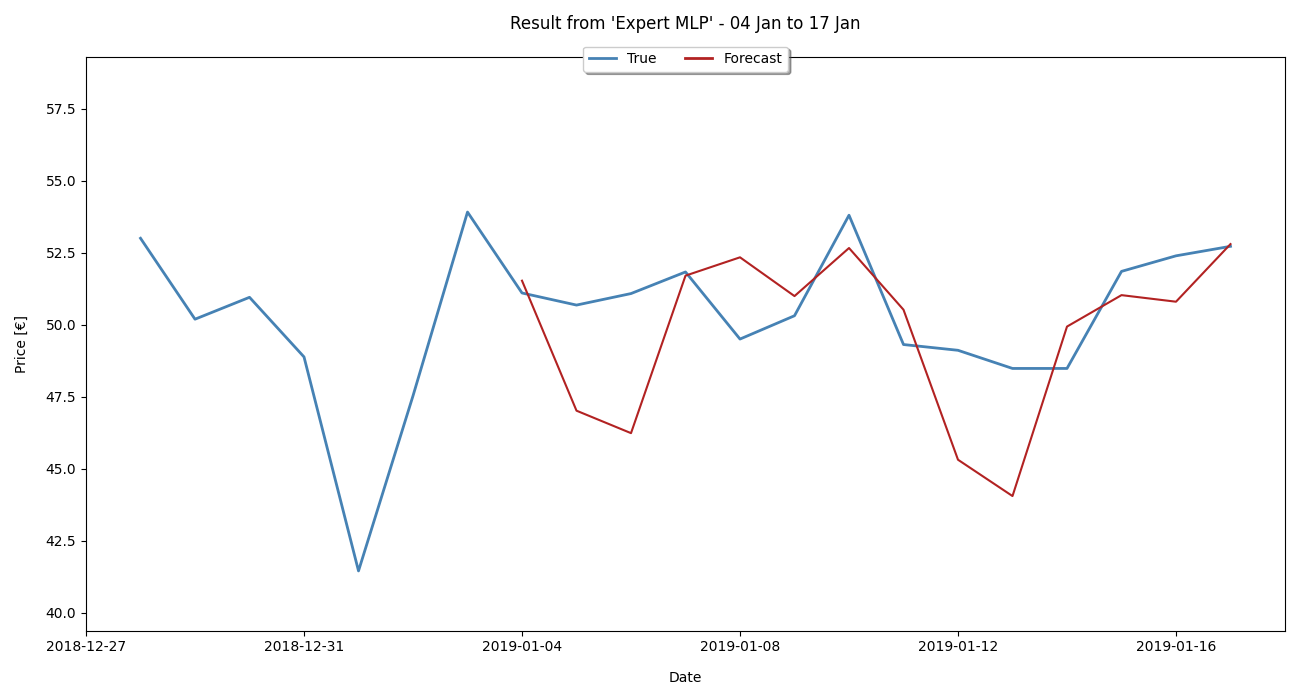 Result from 'Expert MLP' - 04 Jan to 17 Jan
True Forecast
57.5
55.0
52.5
50.0
47.5
45.0
42.5
40.0
Price [€]
2018-12-27 2018-12-31 2019-01-04 2019-01-08 2019-01-12 2019-01-16
Date